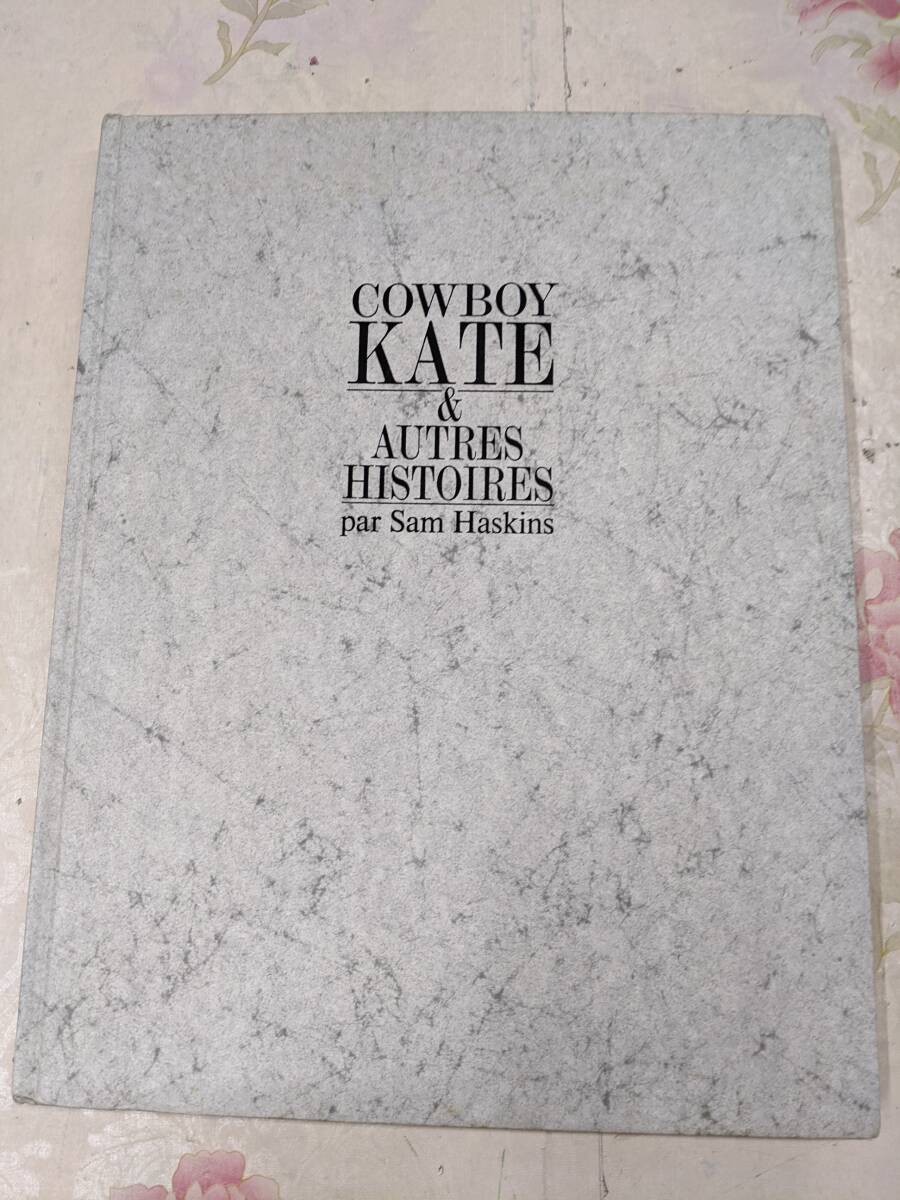 COWBOY
KATE
&
AUTRES
HISTOIRES
par Sam Haskins